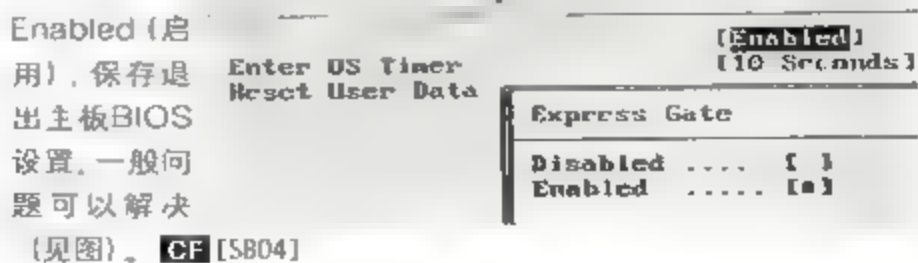 Enabled（启
用），保存退
出主板BIOS
设置，一般问
题可以解决
（见图）。CF [SB04]
[Enabled]
Enter OS Timer [10 Seconds]
Reset User Data
Express Gate
Disabled .... [ ]
Enabled ..... [■]